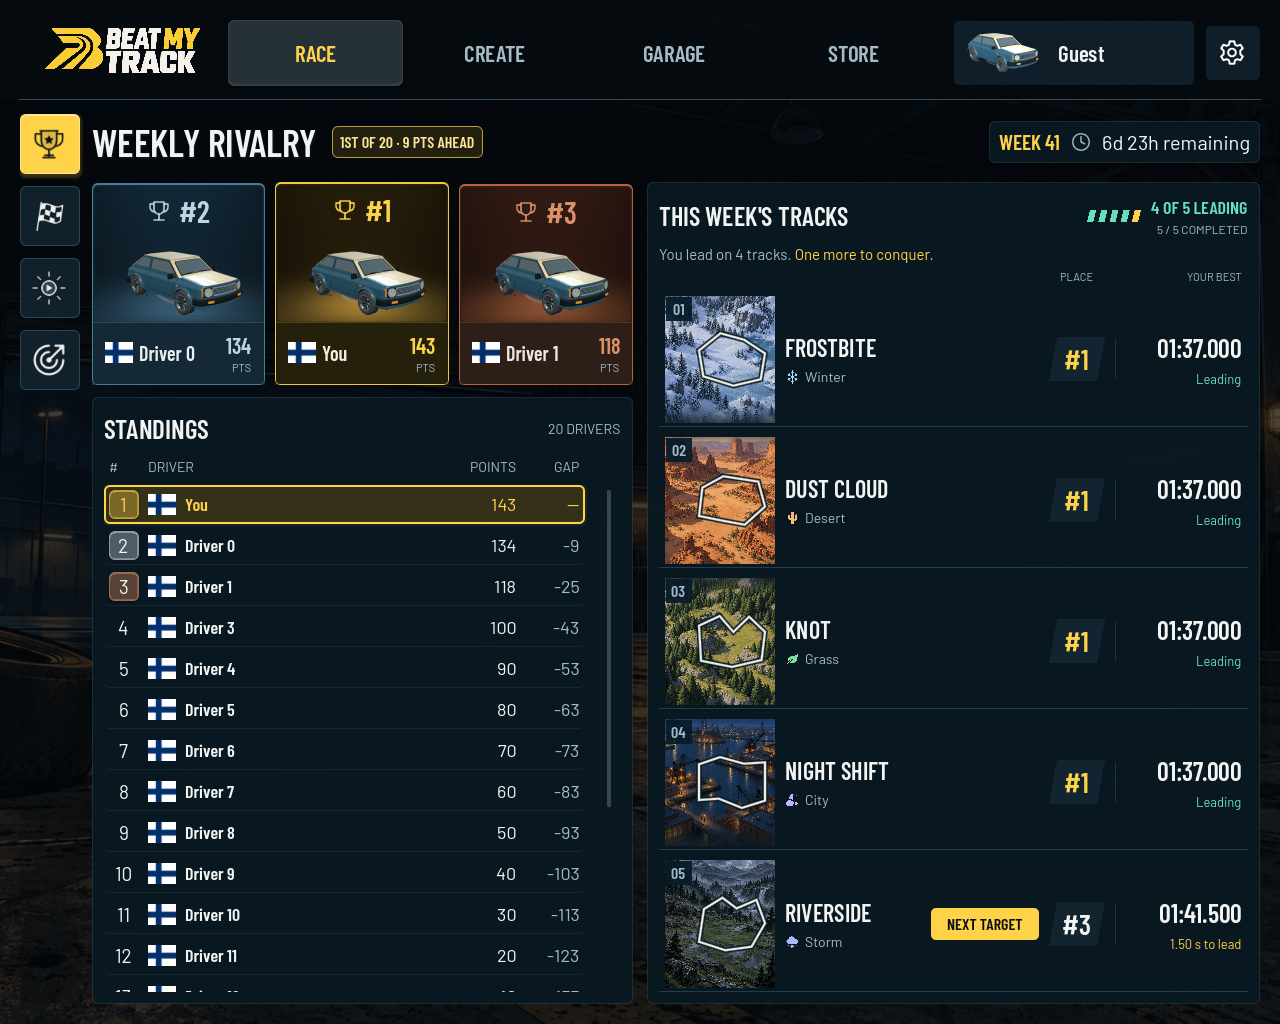 BEAT MY TRACK
RACE
CREATE
GARAGE
STORE
Guest
WEEKLY RIVALRY
1ST OF 20 · 9 PTS AHEAD
WEEK 41
6d 23h remaining
#2
Driver 0
134
PTS
#1
You
143
PTS
#3
Driver 1
118
PTS
STANDINGS
20 DRIVERS
# DRIVER POINTS GAP
1 You 143 –
2 Driver 0 134 -9
3 Driver 1 118 -25
4 Driver 3 100 -43
5 Driver 4 90 -53
6 Driver 5 80 -63
7 Driver 6 70 -73
8 Driver 7 60 -83
9 Driver 8 50 -93
10 Driver 9 40 -103
11 Driver 10 30 -113
12 Driver 11 20 -123
THIS WEEK'S TRACKS
4 OF 5 LEADING
5 / 5 COMPLETED
You lead on 4 tracks. One more to conquer.
PLACE YOUR BEST
01
FROSTBITE
Winter
#1
01:37.000
Leading
02
DUST CLOUD
Desert
#1
01:37.000
Leading
03
KNOT
Grass
#1
01:37.000
Leading
04
NIGHT SHIFT
City
#1
01:37.000
Leading
05
RIVERSIDE
Storm
NEXT TARGET
#3
01:41.500
1.50 s to lead